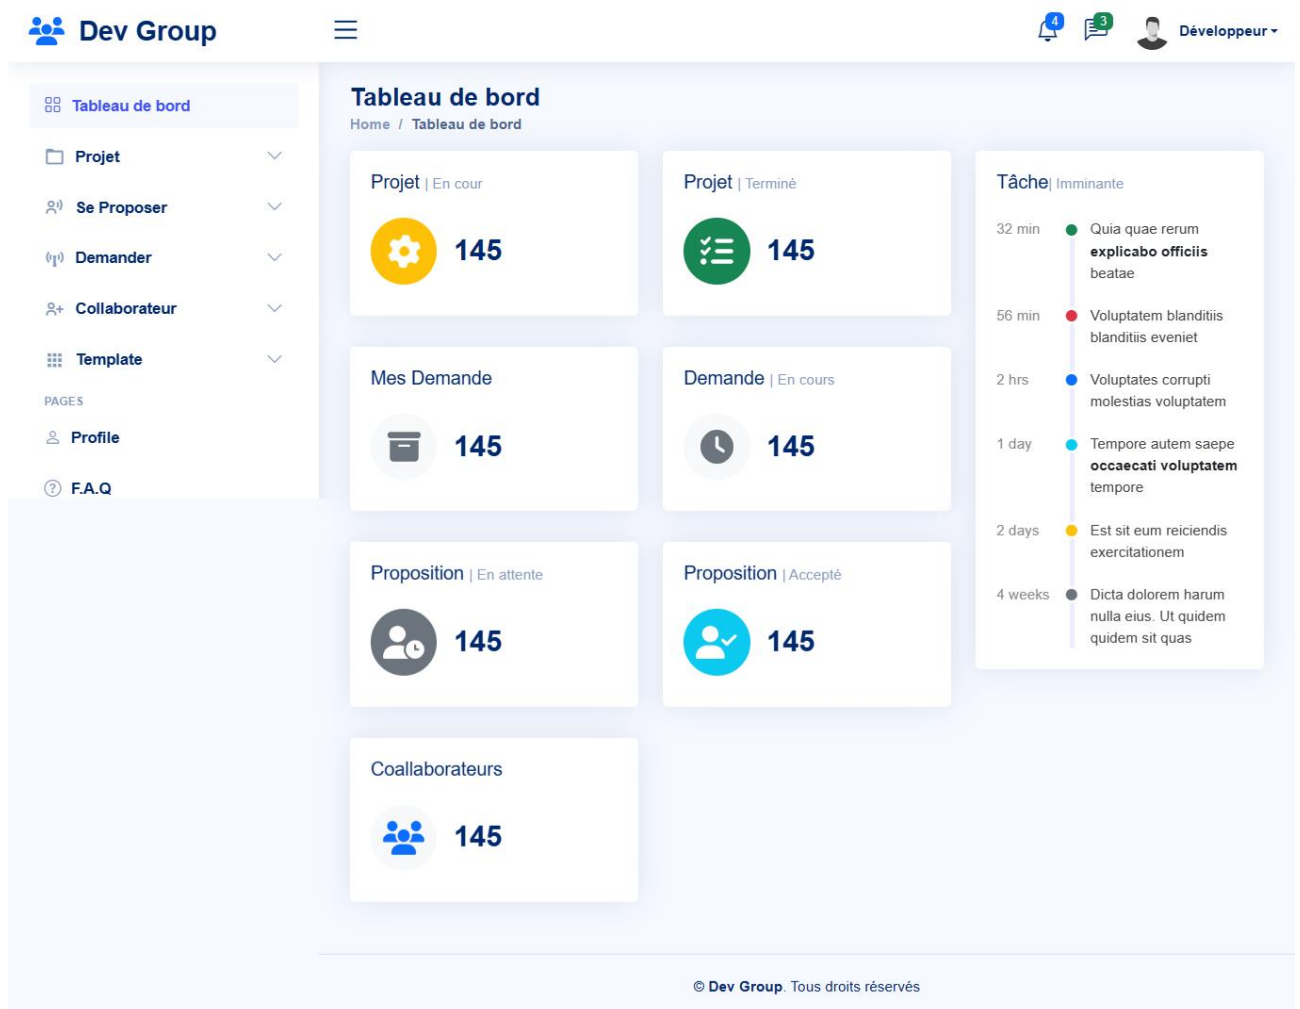 Dev Group
4
3
Développeur
Tableau de bord
Projet
Se Proposer
Demander
Collaborateur
Template
PAGES
Profile
F.A.Q
Tableau de bord
Home / Tableau de bord
Projet | En cour
145
Projet | Terminé
145
Mes Demande
145
Demande | En cours
145
Proposition | En attente
145
Proposition | Accepté
145
Coallaborateurs
145
Tâche| Imminante
32 min Quia quae rerum
explicabo officiis
beatae
56 min Voluptatem blanditiis
blanditiis eveniet
2 hrs Voluptates corrupti
molestias voluptatem
1 day Tempore autem saepe
occaecati voluptatem
tempore
2 days Est sit eum reiciendis
exercitationem
4 weeks Dicta dolorem harum
nulla eius. Ut quidem
quidem sit quas
© Dev Group. Tous droits réservés